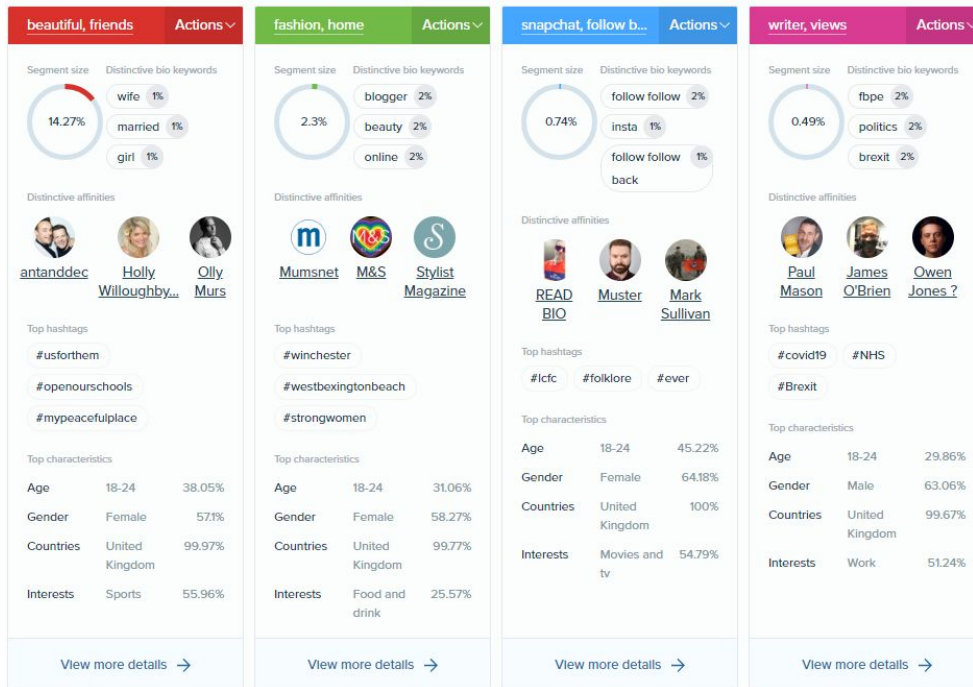 beautiful, friends Actions
Segment size Distinctive bio keywords
14.27%
wife 1%
married 1%
girl 1%
Distinctive affinities
antanddec
Holly
Willoughby...
Olly
Murs
Top hashtags
#usforthem
#openourschools
#mypeacefulplace
Top characteristics
Age 18-24 38.05%
Gender Female 57.1%
Countries United
Kingdom 99.97%
Interests Sports 55.96%
View more details →
fashion, home Actions
Segment size Distinctive bio keywords
2.3%
blogger 2%
beauty 2%
online 2%
Distinctive affinities
m
Mumsnet
M&S
M&S
S
Stylist
Magazine
Top hashtags
#winchester
#westbexingtonbeach
#strongwomen
Top characteristics
Age 18-24 31.06%
Gender Female 58.27%
Countries United
Kingdom 99.77%
Interests Food and
drink 25.57%
View more details →
snapchat, follow b... Actions
Segment size Distinctive bio keywords
0.74%
follow follow 2%
insta 1%
follow follow
back 1%
Distinctive affinities
READ
BIO
Muster
Mark
Sullivan
Top hashtags
#lcfc #folklore #ever
Top characteristics
Age 18-24 45.22%
Gender Female 64.18%
Countries United
Kingdom 100%
Interests Movies and
tv 54.79%
View more details →
writer, views Actions
Segment size Distinctive bio keywords
0.49%
fbpe 2%
politics 2%
brexit 2%
Distinctive affinities
Paul
Mason
James
O'Brien
Owen
Jones ?
Top hashtags
#covid19 #NHS
#Brexit
Top characteristics
Age 18-24 29.86%
Gender Male 63.06%
Countries United
Kingdom 99.67%
Interests Work 51.24%
View more details →